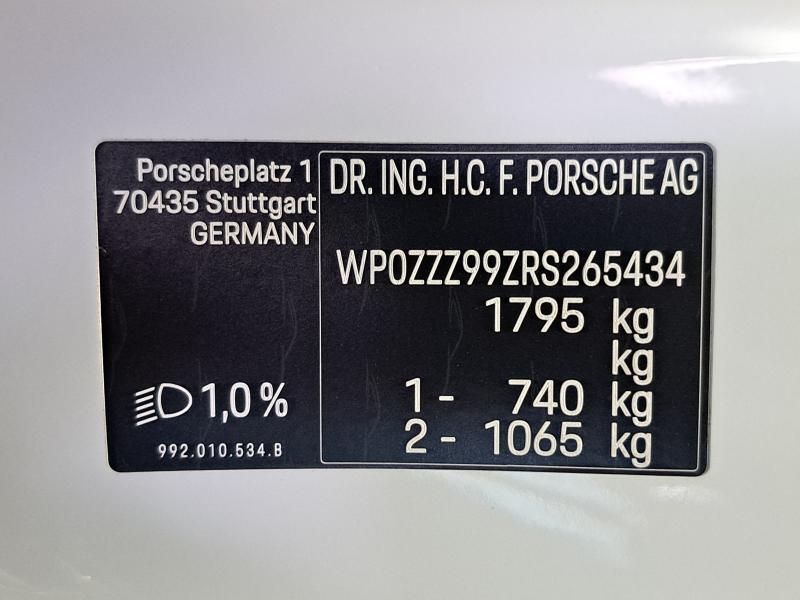 Porscheplatz 1
70435 Stuttgart
GERMANY
1,0 %
992.010.534.B
DR. ING. H.C. F. PORSCHE AG
WP0ZZZ99ZRS265434
1795 kg
kg
1 - 740 kg
2 - 1065 kg